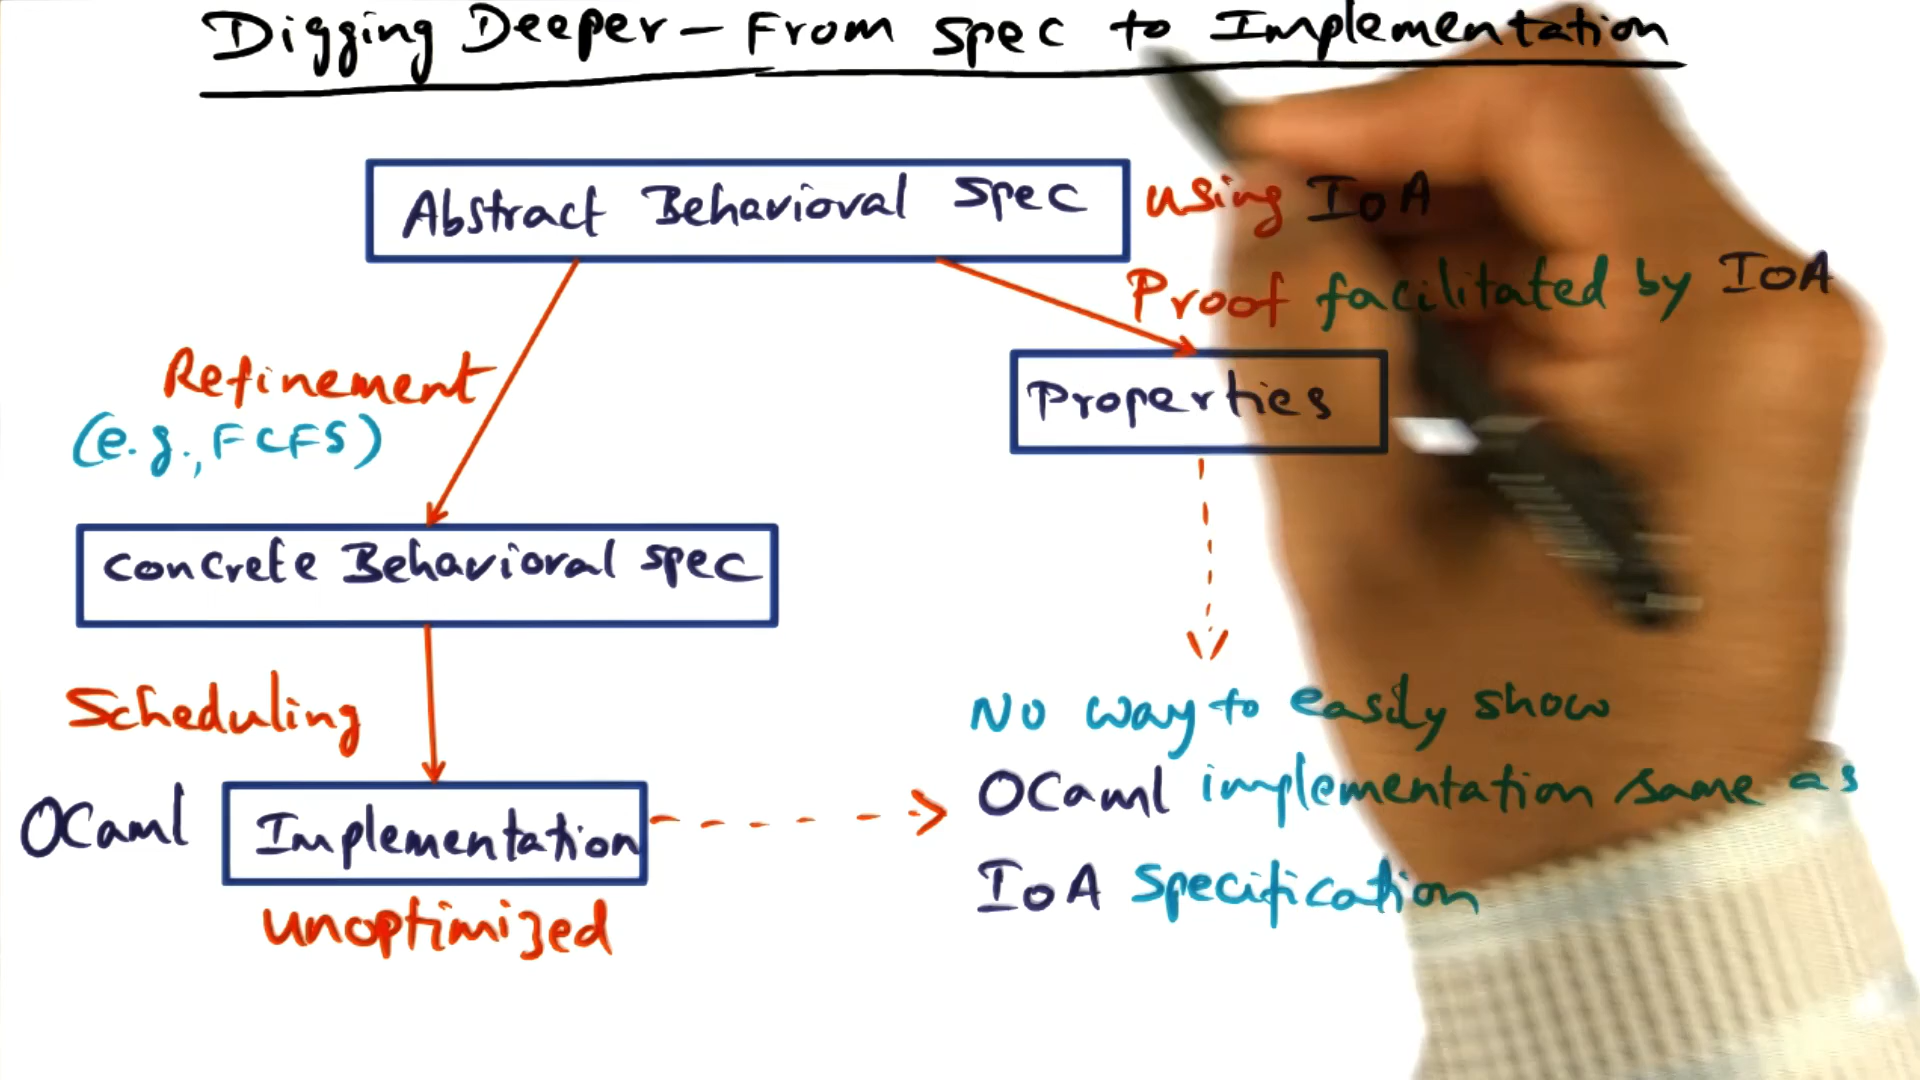 Digging Deeper - From spec to Implementation
Abstract Behavioral Spec using IOA
Proof facilitated by IOA
Refinement
(e.g., FCFS)
Properties
Concrete Behavioral spec
Scheduling
No way to easily show
OCaml implementation same as
IOA specification
OCaml Implementation
unoptimized